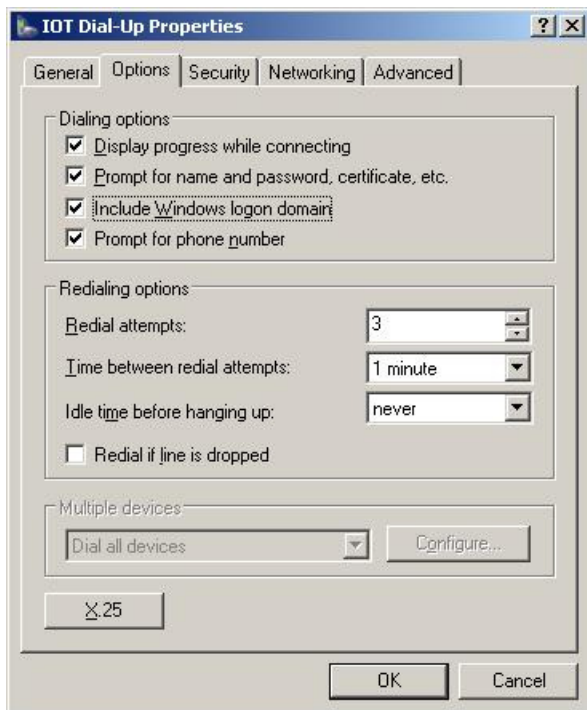 IOT Dial-Up Properties
General Options Security Networking Advanced
Dialing options
Display progress while connecting
Prompt for name and password, certificate, etc.
Include Windows logon domain
Prompt for phone number
Redialing options
Redial attempts: 3
Time between redial attempts: 1 minute
Idle time before hanging up: never
Redial if line is dropped
Multiple devices
Dial all devices Configure...
X.25
OK Cancel